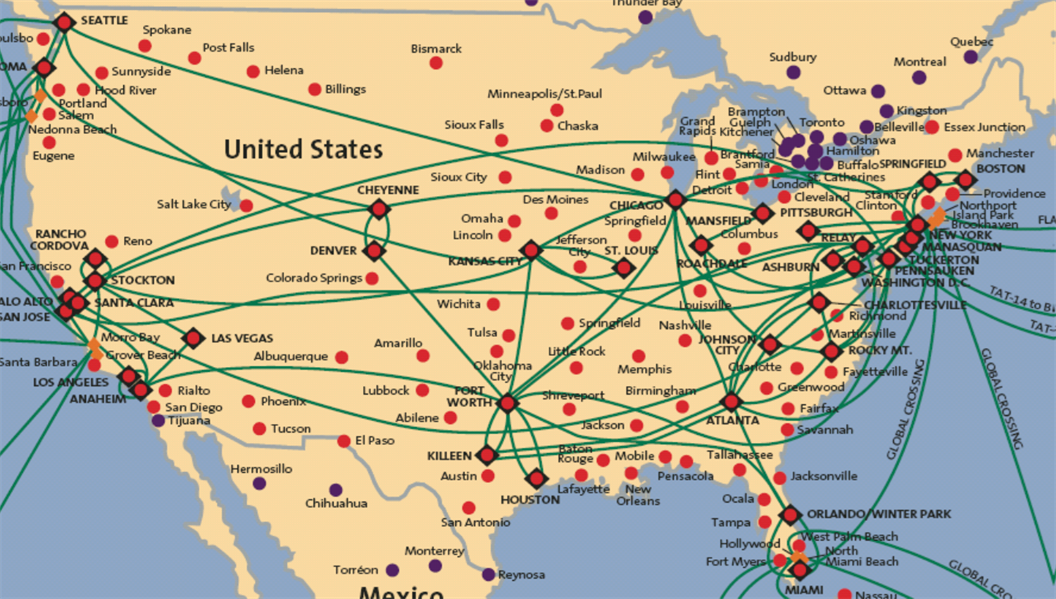 Thunder Bay
SEATTLE
Spokane
Quebec
oulsbo
Post Falls
Bismarck
Sudbury
Montreal
OMA
Sunnyside
Helena
Hood River
Billings
Minneapolis/St.Paul
Ottawa
sboro
Portland
Salem
Kingston
Brampton
Guelph
Kitchener
Toronto
Nedonna Beach
Sioux Falls
Chaska
Grand
Rapids
Belleville
Essex Junction
Oshawa
Eugene
United States
Milwaukee
Brantford
Hamilton
Manchester
Sarnia
Buffalo
SPRINGFIELD
BOSTON
Sioux City
Madison
Flint
St. Catherines
London
CHEYENNE
Detroit
Stamford
Providence
Salt Lake City
Des Moines
CHICAGO
Cleveland
Clinton
Northport
Omaha
Springfield
MANSFIELD
PITTSBURGH
Island Park
FLA
Brookhaven
RANCHO
CORDOVA
Reno
Lincoln
Jefferson
City
Columbus
RELAY
NEW YORK
DENVER
KANSAS CITY
ST. LOUIS
MANASQUAN
ROACHDALE
ASHBURN
TUCKERTON
an Francisco
PENNSAUKEN
STOCKTON
Colorado Springs
WASHINGTON D.C.
ALO ALTO
SANTA CLARA
Wichita
Louisville
CHARLOTTESVILLE
TAT-14 to B
SAN JOSE
Richmond
TAT-
Springfield
Nashville
Morro Bay
LAS VEGAS
Tulsa
JOHNSON
CITY
Martinsville
Grover Beach
Amarillo
Little Rock
ROCKY MT.
Santa Barbara
Albuquerque
Oklahoma
City
Memphis
Charlotte
Fayetteville
LOS ANGELES
Rialto
Lubbock
FORT
WORTH
Shreveport
Birmingham
Greenwood
ANAHEIM
San Diego
Phoenix
Fairfax
Tijuana
Abilene
Jackson
ATLANTA
Tucson
Savannah
El Paso
GLOBAL CROSSING
GLOBAL CROSSING
KILLEEN
Baton
Rouge
Mobile
Tallahassee
Hermosillo
Austin
Pensacola
Jacksonville
Chihuahua
HOUSTON
Lafayette
New
Orleans
Ocala
San Antonio
Tampa
ORLANDO/WINTER PARK
Hollywood
West Palm Beach
Monterrey
North
Miami Beach
Torréon
Reynosa
Fort Myers
GLOBAL CRO
MIAMI
Mexico
Nassau